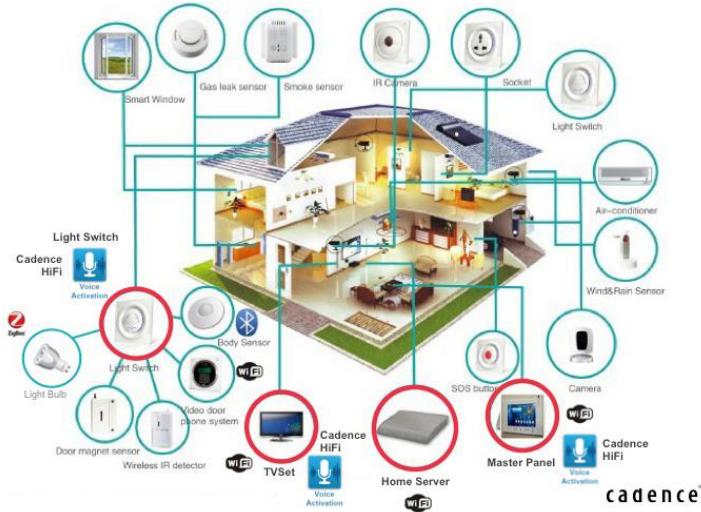 Smart Window
Gas leak sensor
Smoke sensor
IR Camera
Socket
Light Switch
Air-conditioner
Wind&Rain Sensor
Light Switch
Cadence
HiFi
Voice
Activation
ZigBee
Light Switch
Body Sensor
Light Bulb
Video door
phone system
WiFi
Door magnet sensor
Wireless IR detector
WiFi
TVSet
Cadence
HiFi
Voice
Activation
Home Server
WiFi
SOS button
Master Panel
Camera
WiFi
Cadence
HiFi
Voice
Activation
cadence®